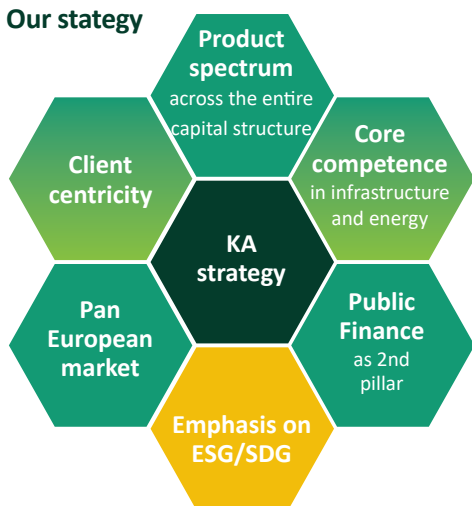 Our stategy
Product
spectrum
across the entire
capital structure
Client
centricity
Core
competence
in infrastructure
and energy
KA
strategy
Pan
European
market
Public
Finance
as 2nd
pillar
Emphasis on
ESG/SDG